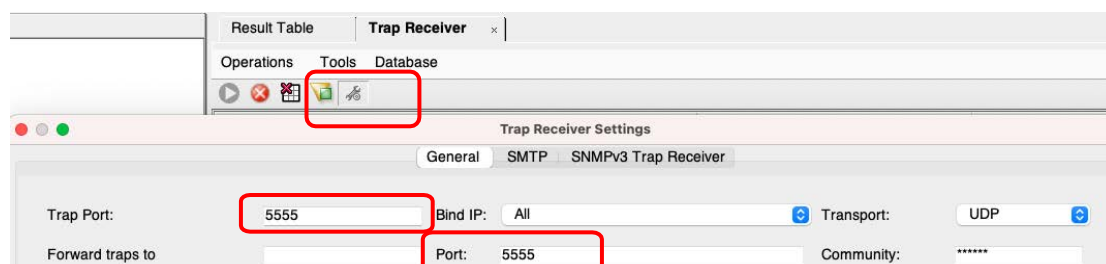 Result Table Trap Receiver ×
Operations Tools Database
Trap Receiver Settings
General SMTP SNMPv3 Trap Receiver
Trap Port: 5555 Bind IP: All Transport: UDP
Forward traps to Port: 5555 Community: ******